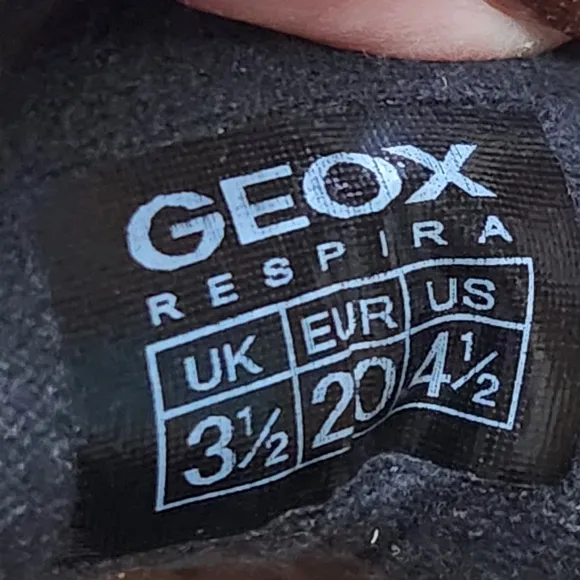 GEOX
RESPIRA
UK EUR US
3½ 20 4½